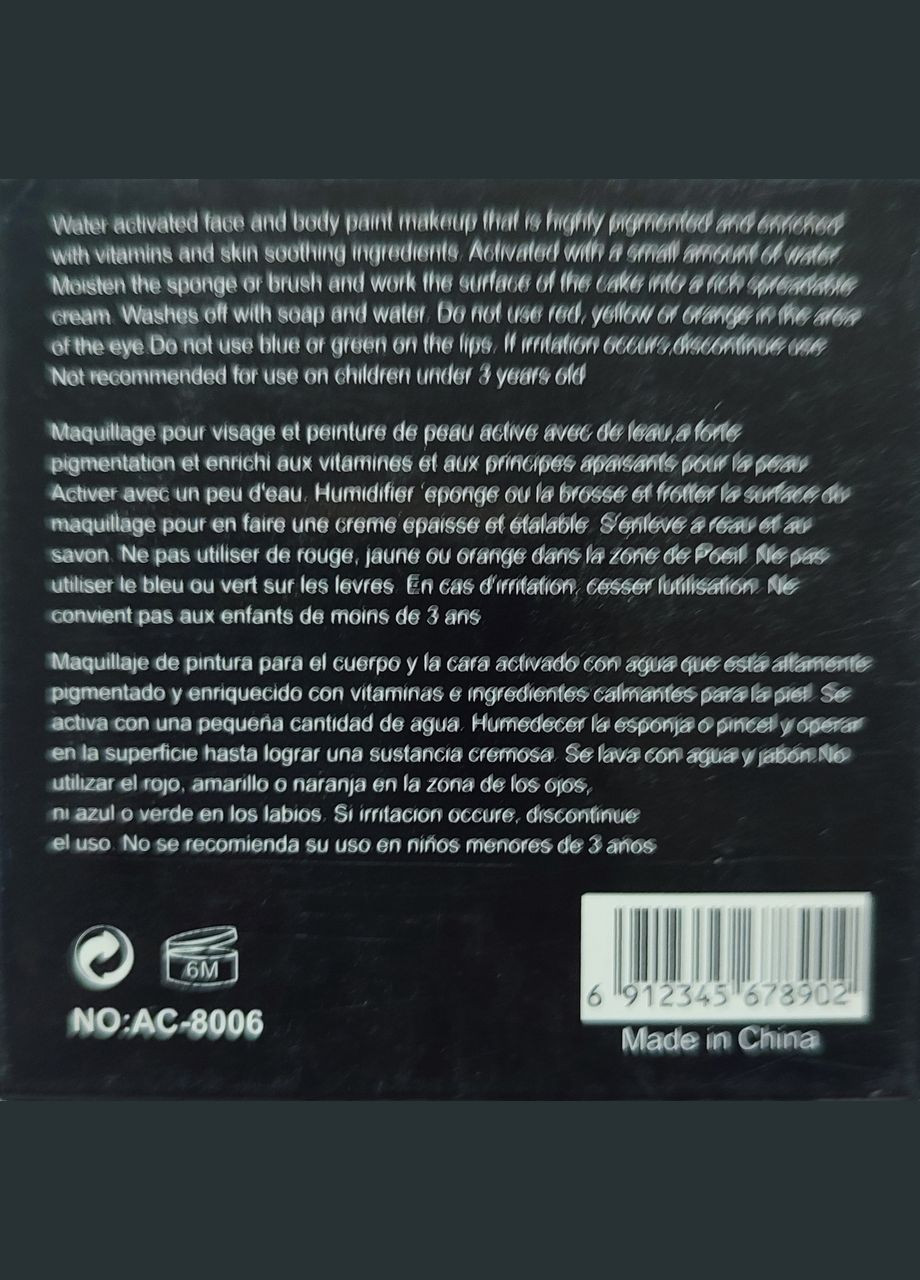 Water activated face and body paint makeup that is highly pigmented and enriched
with vitamins and skin soothing ingredients. Activated with a small amount of water.
Moisten the sponge or brush and work the surface of the cake into a rich spreadable
cream. Washes off with soap and water. Do not use red, yellow or orange in the area
of the eye.Do not use blue or green on the lips. If irritation occurs,discontinue use.
Not recommended for use on children under 3 years old
Maquillage pour visage et peinture de peau active avec de leau,a forte
pigmentation et enrichi aux vitamines et aux principes apaisants pour la peau.
Activer avec un peu d'eau. Humidifier 'eponge ou la brosse et frotter la surface du
maquillage pour en faire une creme epaisse et etalable. S'enleve a reau et au
savon. Ne pas utiliser de rouge, jaune ou orange dans la zone de Poeil. Ne pas
utiliser le bleu ou vert sur les levres. En cas d'irritation, cesser lutilisation. Ne
convient pas aux enfants de moins de 3 ans
Maquillaje de pintura para el cuerpo y la cara activado con agua que está altamente
pigmentado y enriquecido con vitaminas e ingredientes calmantes para la piel. Se
activa con una pequeña cantidad de agua. Humedecer la esponja o pincel y operar
en la superficie hasta lograr una sustancia cremosa. Se lava con agua y jabón.No
utilizar el rojo, amarillo o naranja en la zona de los ojos,
ni azul o verde en los labios. Si irritacion occure, discontinue
el uso. No se recomienda su uso en niños menores de 3 años
6M
NO:AC-8006
6 912345 678902
Made in China